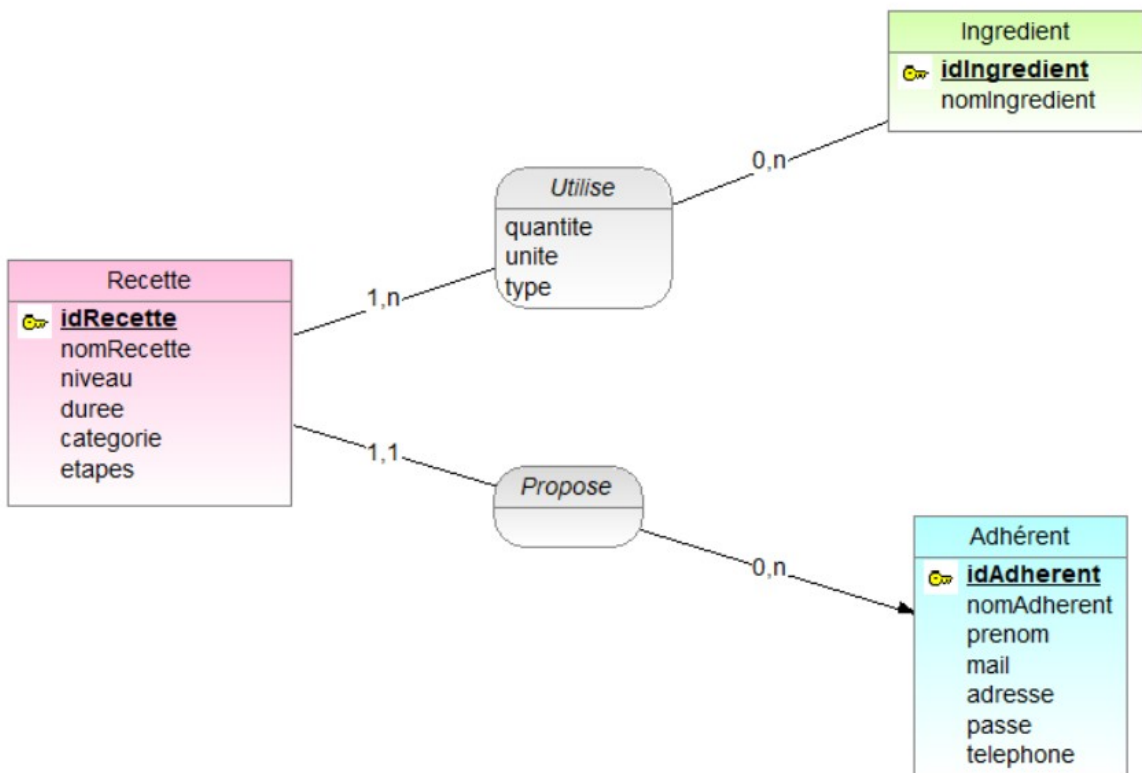 Ingredient
idIngredient
nomIngredient
0,n
Utilise
quantite
unite
type
1,n
Recette
idRecette
nomRecette
niveau
duree
categorie
etapes
1,1
Propose
0,n
Adhérent
idAdherent
nomAdherent
prenom
mail
adresse
passe
telephone